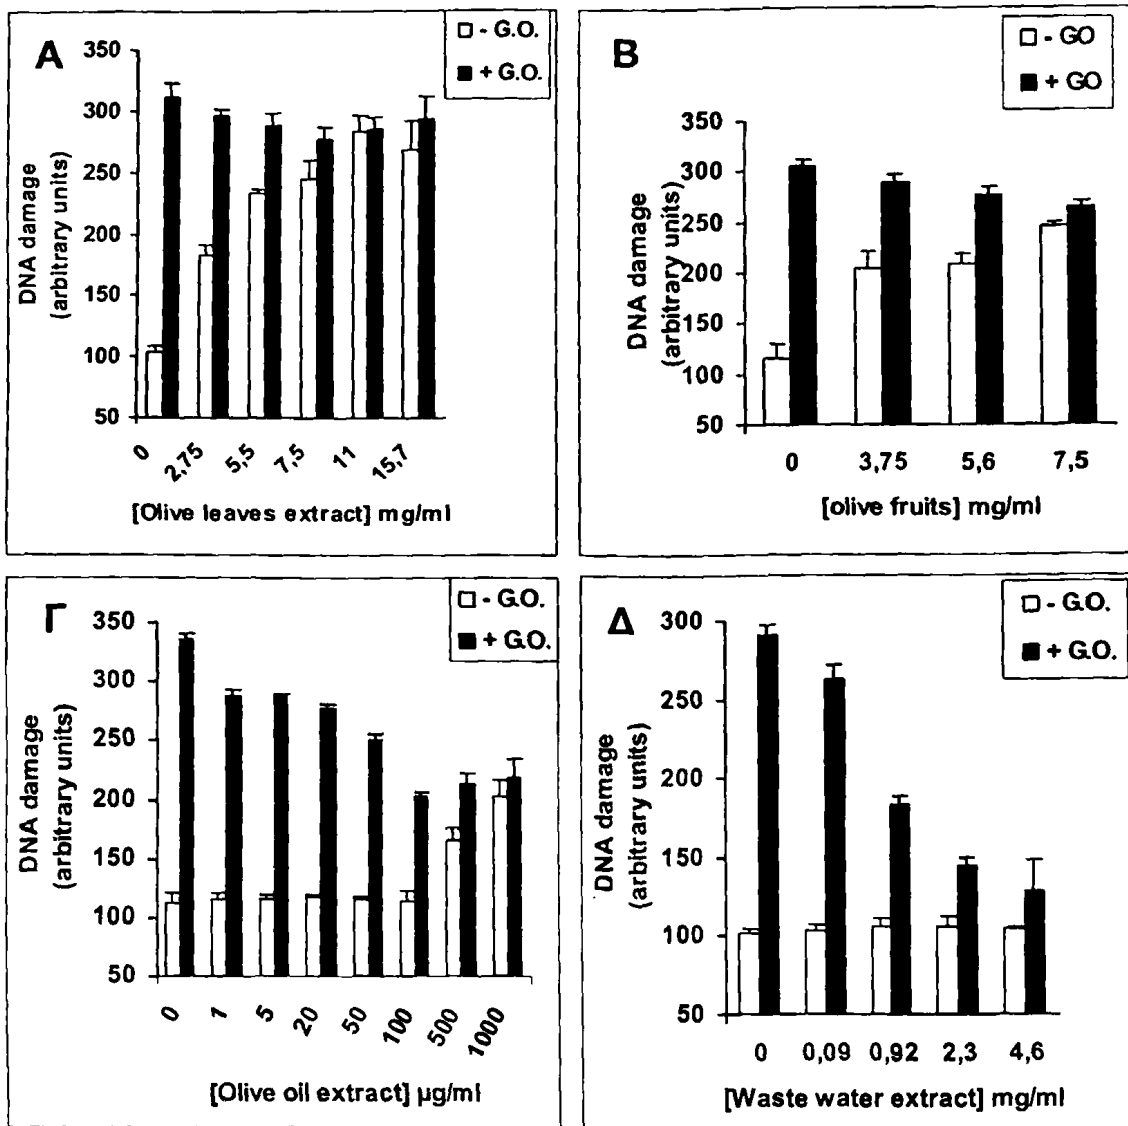 A
- G.O.
+ G.O.
350
300
250
200
150
100
50
DNA damage
(arbitrary units)
0
2,75
5,5
7,5
11
15,7
[Olive leaves extract] mg/ml
B
- GO
+ GO
350
300
250
200
150
100
50
DNA damage
(arbitrary units)
0 3,75 5,6 7,5
[olive fruits] mg/ml
Γ
- G.O.
+ G.O.
350
300
250
200
150
100
50
DNA damage
(arbitrary units)
0
1
5
20
50
100
500
1000
[Olive oil extract] µg/ml
Δ
- G.O.
+ G.O.
300
250
200
150
100
50
DNA damage
(arbitrary units)
0 0,09 0,92 2,3 4,6
[Waste water extract] mg/ml